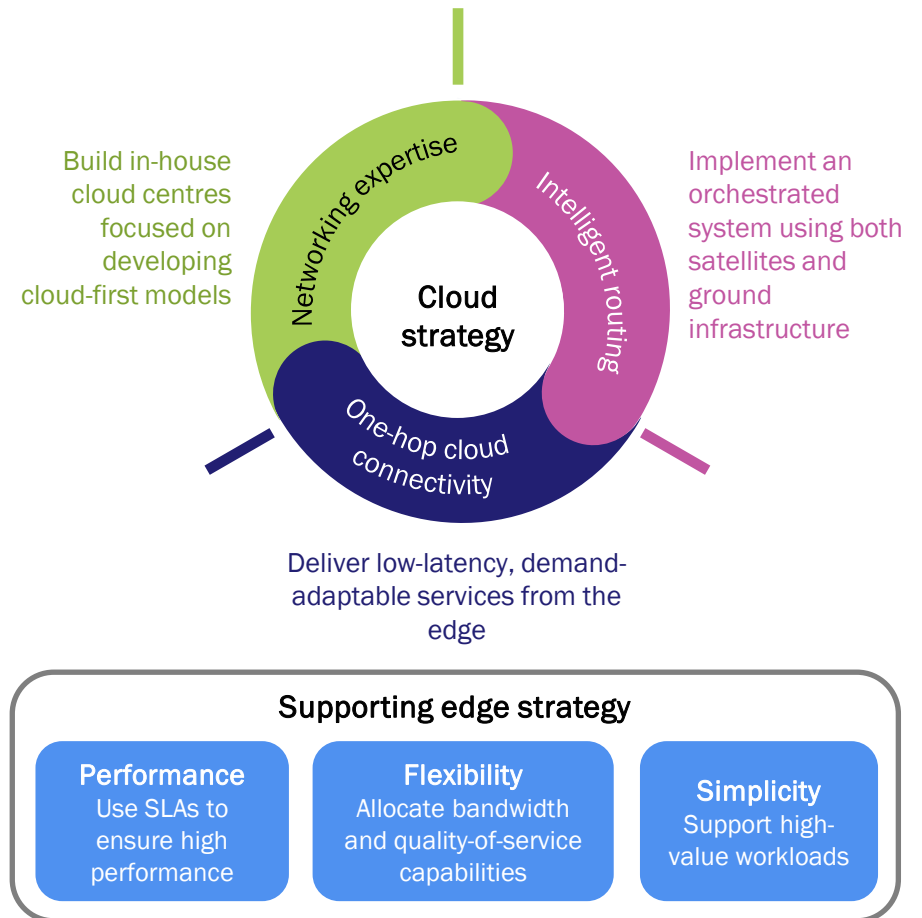 Build in-house
cloud centres
focused on
developing
cloud-first models
Networking expertise
Intelligent routing
Implement an
orchestrated
system using both
satellites and
ground
infrastructure
Cloud
strategy
One-hop cloud
connectivity
Deliver low-latency, demand-
adaptable services from the
edge
Supporting edge strategy
Performance
Use SLAs to
ensure high
performance
Flexibility
Allocate bandwidth
and quality-of-service
capabilities
Simplicity
Support high-
value workloads